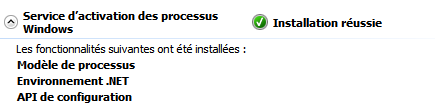 Service d’activation des processus
Windows
Installation réussie
Les fonctionnalités suivantes ont été installées :
Modèle de processus
Environnement .NET
API de configuration